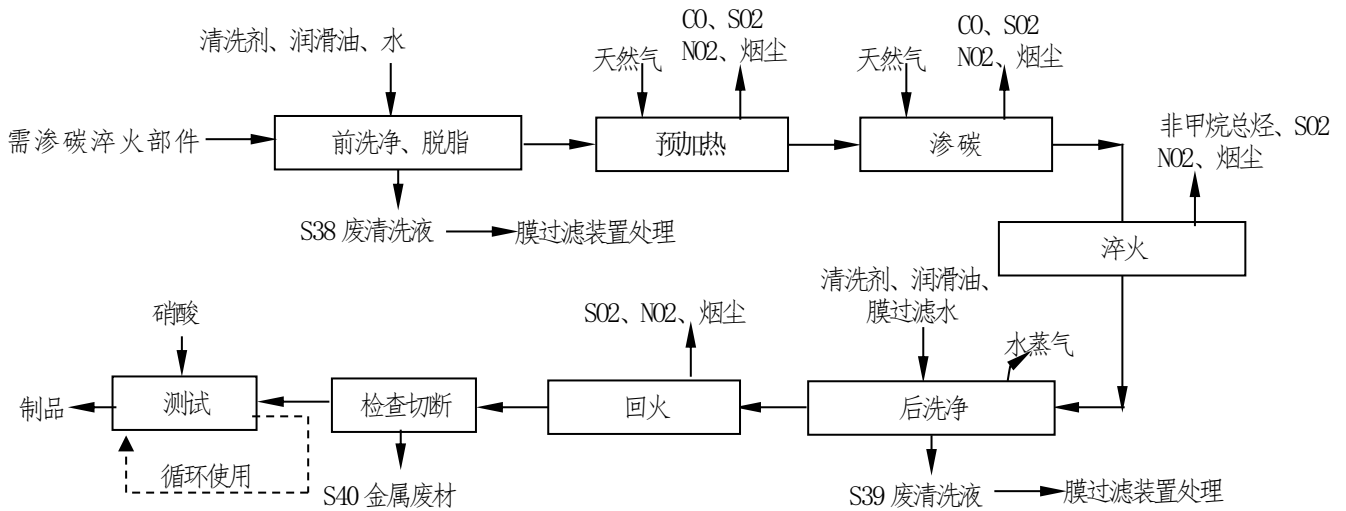 清洗剂、润滑油、水
天然气
CO、SO2
NO2、烟尘
天然气
CO、SO2
NO2、烟尘
需渗碳淬火部件
前洗净、脱脂
预加热
渗碳
非甲烷总烃、SO2
NO2、烟尘
S38 废清洗液
膜过滤装置处理
淬火
清洗剂、润滑油、
膜过滤水
水蒸气
硝酸
SO2、NO2、烟尘
制品
测试
检查切断
回火
后洗净
循环使用
S40 金属废材
S39 废清洗液
膜过滤装置处理